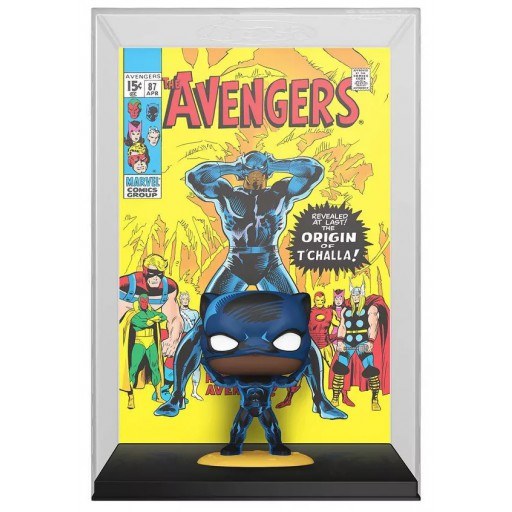 AVENGERS
15¢
87
APR
THE AVENGERS
MARVEL
COMICS
GROUP
REVEALED
AT LAST!
THE
ORIGIN
OF
T'CHALLA!